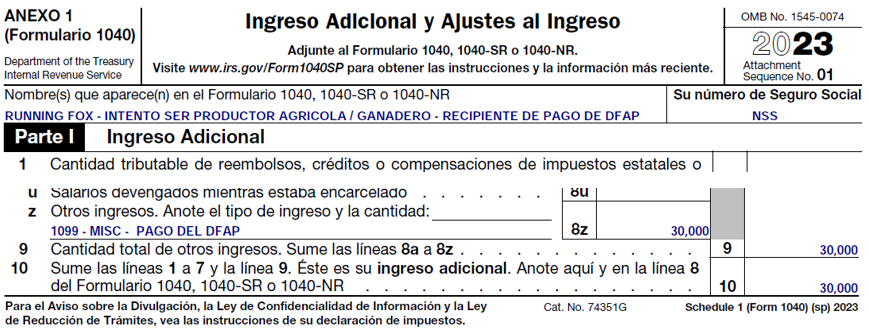 ANEXO 1
(Formulario 1040)
Department of the Treasury
Internal Revenue Service
Ingreso Adicional y Ajustes al Ingreso
Adjunte al Formulario 1040, 1040-SR o 1040-NR.
Visite www.irs.gov/Form1040SP para obtener las instrucciones y la información más reciente.
OMB No. 1545-0074
2023
Attachment
Sequence No. 01
Nombre(s) que aparece(n) en el Formulario 1040, 1040-SR o 1040-NR
Su número de Seguro Social
RUNNING FOX - INTENTO SER PRODUCTOR AGRICOLA / GANADERO - RECIPIENTE DE PAGO DE DFAP
NSS
Parte I Ingreso Adicional
1 Cantidad tributable de reembolsos, créditos o compensaciones de impuestos estatales o
u Salarios devengados mientras estaba encarcelado . . . . . . 8u
z Otros ingresos. Anote el tipo de ingreso y la cantidad:
1099 - MISC - PAGO DEL DFAP 8z 30,000
9 Cantidad total de otros ingresos. Sume las líneas 8a a 8z . . . . . . . . . . . . 9 30,000
10 Sume las líneas 1 a 7 y la línea 9. Éste es su ingreso adicional. Anote aquí y en la línea 8
del Formulario 1040, 1040-SR o 1040-NR . . . . . . . . . . . . . . . . 10 30,000
Para el Aviso sobre la Divulgación, la Ley de Confidencialidad de Información y la Ley
de Reducción de Trámites, vea las instrucciones de su declaración de impuestos.
Cat. No. 74351G
Schedule 1 (Form 1040) (sp) 2023